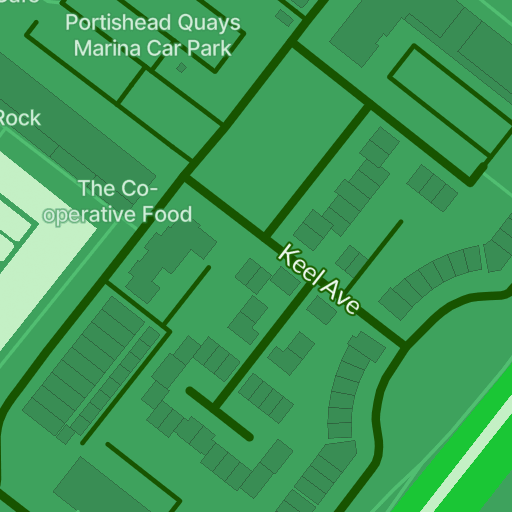 Portishead Quays
Marina Car Park
Rock
The Co-
operative Food
Keel Ave